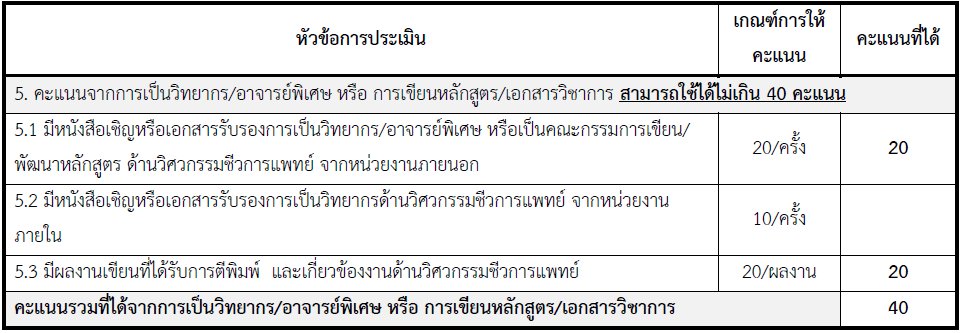 หัวข้อการประเมิน
เกณฑ์การให้
คะแนน
คะแนนที่ได้
5. คะแนนจากการเป็นวิทยากร/อาจารย์พิเศษ หรือ การเขียนหลักสูตร/เอกสารวิชาการ สามารถใช้ได้ไม่เกิน 40 คะแนน
5.1 มีหนังสือเชิญหรือเอกสารรับรองการเป็นวิทยากร/อาจารย์พิเศษ หรือเป็นคณะกรรมการเขียน/
พัฒนาหลักสูตร ด้านวิศวกรรมชีวการแพทย์ จากหน่วยงานภายนอก
20/ครั้ง
20
5.2 มีหนังสือเชิญหรือเอกสารรับรองการเป็นวิทยากรด้านวิศวกรรมชีวการแพทย์ จากหน่วยงาน
ภายใน
10/ครั้ง
5.3 มีผลงานเขียนที่ได้รับการตีพิมพ์ และเกี่ยวข้องงานด้านวิศวกรรมชีวการแพทย์
20/ผลงาน
20
คะแนนรวมที่ได้จากการเป็นวิทยากร/อาจารย์พิเศษ หรือ การเขียนหลักสูตร/เอกสารวิชาการ
40